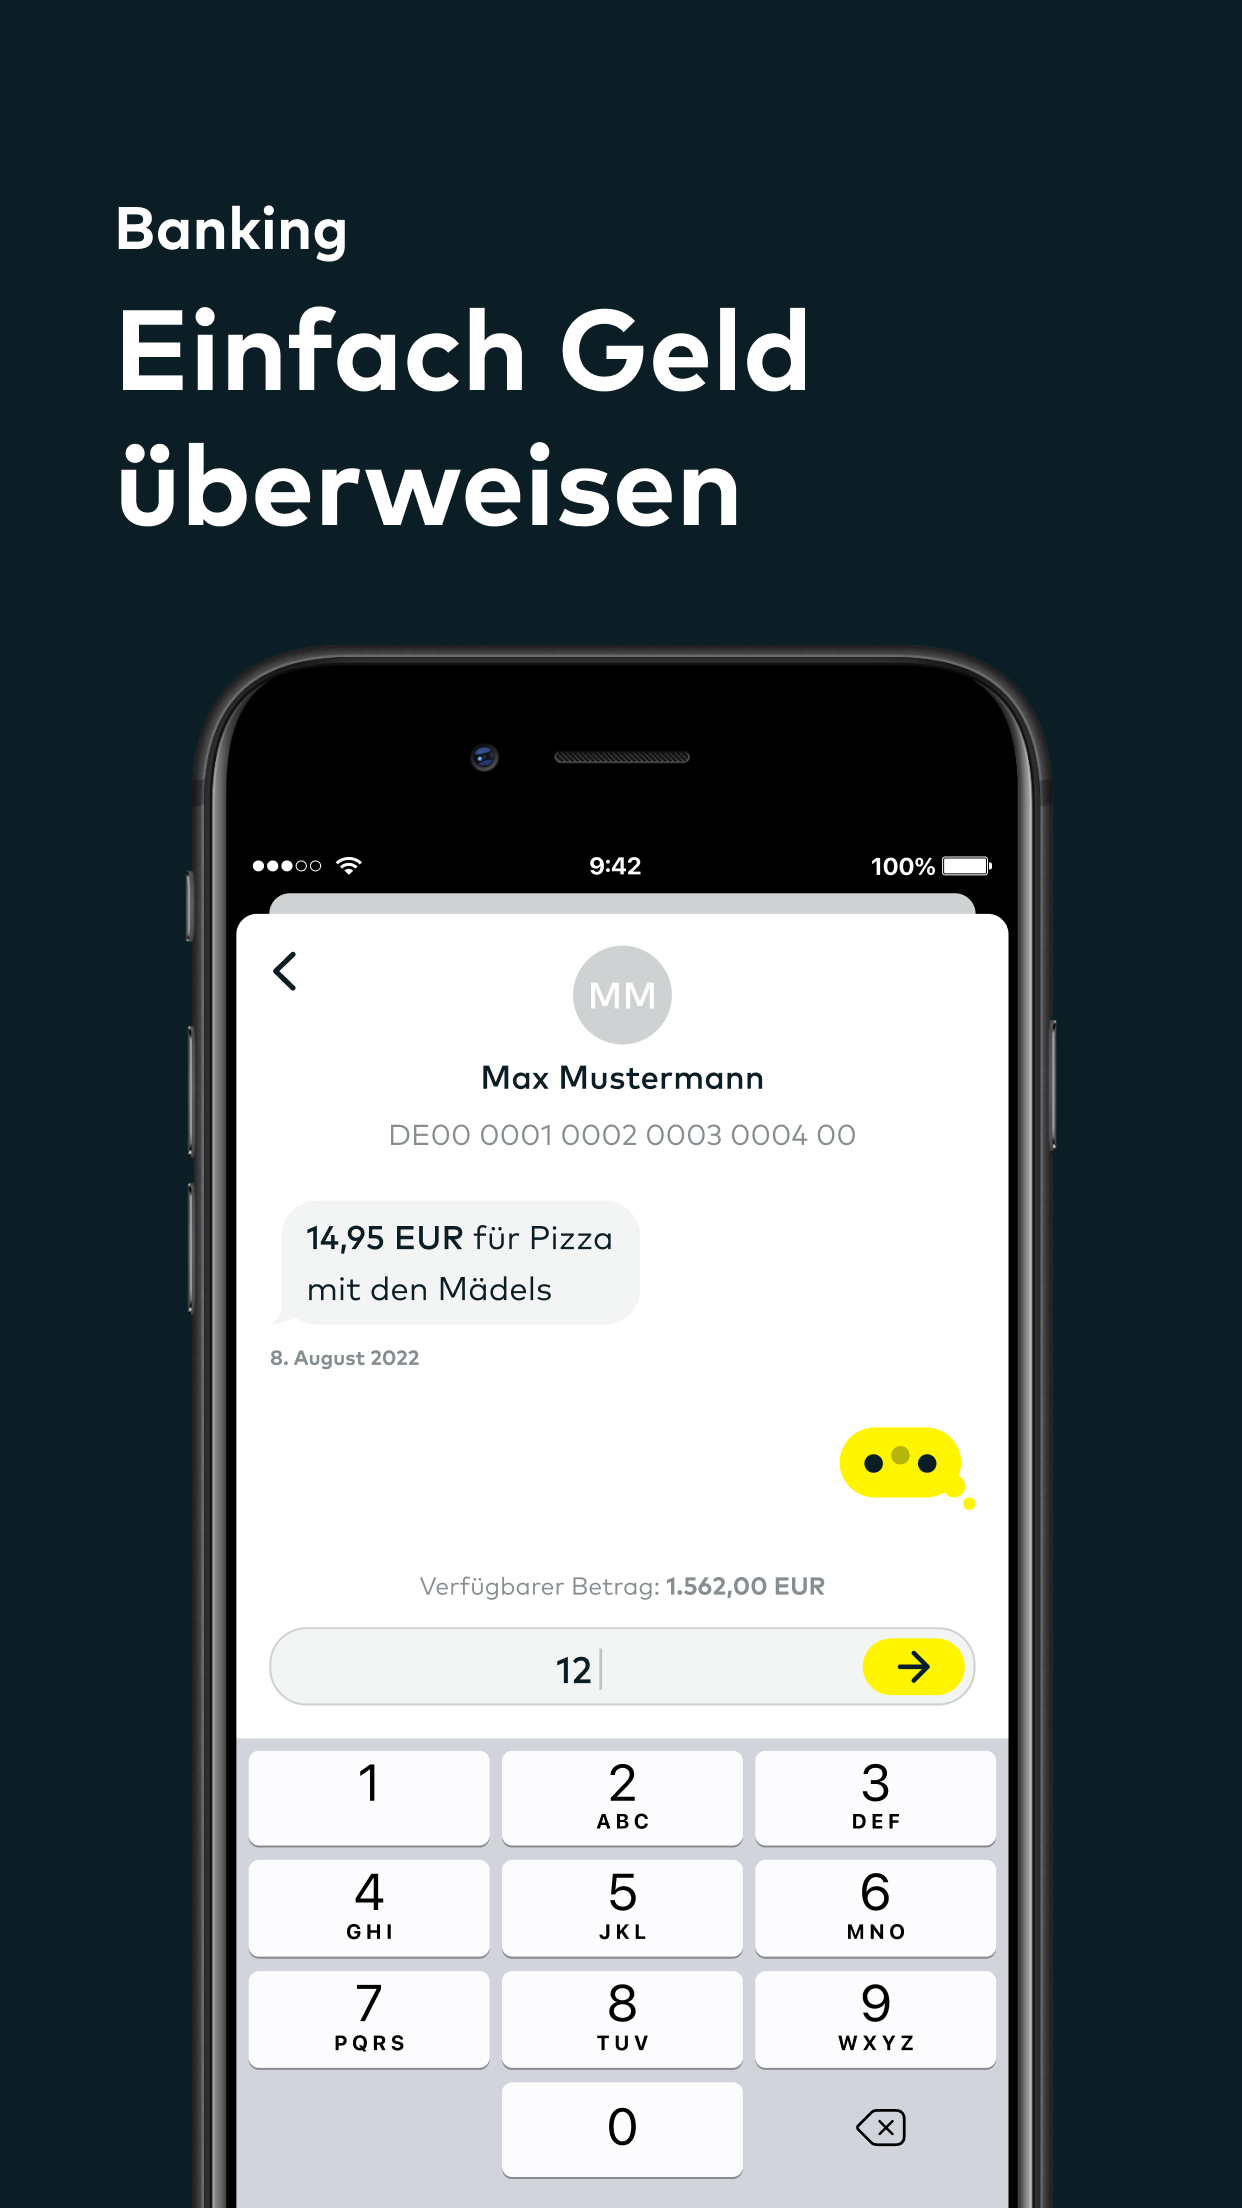 Banking
Einfach Geld
überweisen
9:42
100%
MM
Max Mustermann
DE00 0001 0002 0003 0004 00
14,95 EUR für Pizza
mit den Mädels
8. August 2022
Verfügbarer Betrag: 1.562,00 EUR
12
1
2
ABC
3
DEF
4
GHI
5
JKL
6
MNO
7
PQRS
8
TUV
9
WXYZ
0